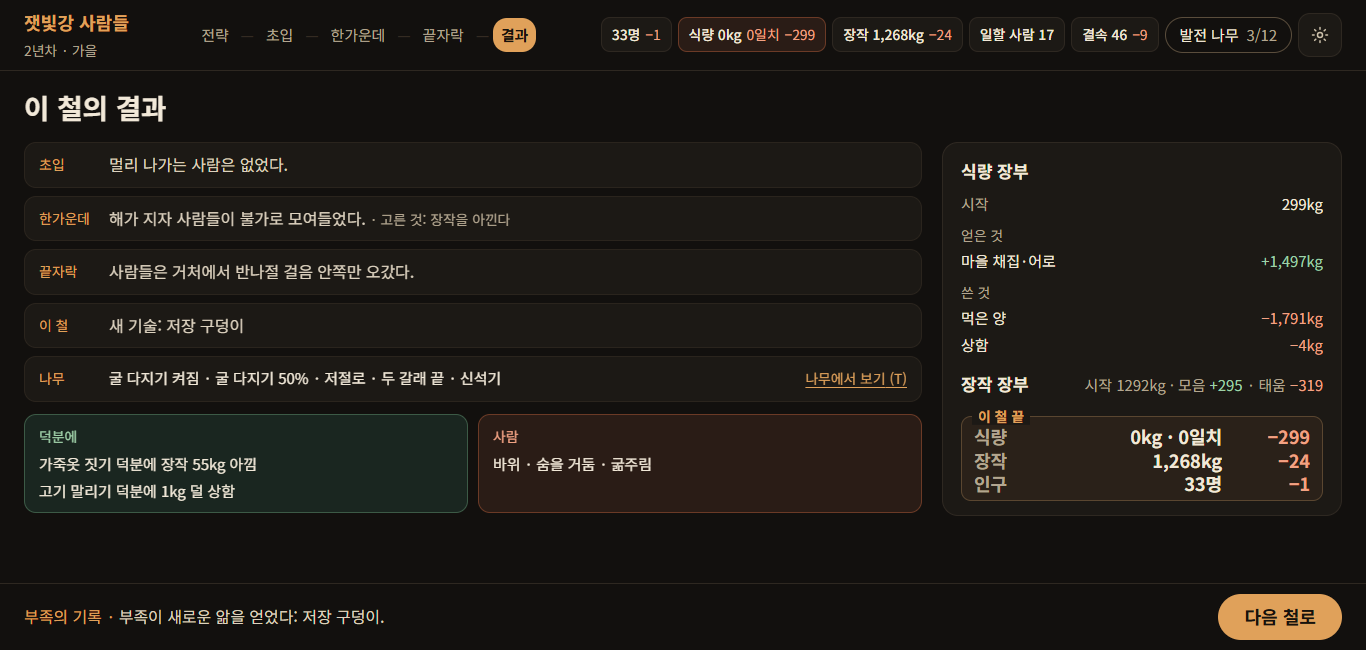 잿빛강 사람들
2년차 · 가을
전략 — 초입 — 한가운데 — 끝자락 — 결과
33명 −1
식량 0kg 0일치 −299
장작 1,268kg −24
일할 사람 17
결속 46 −9
발전 나무 3/12
이 철의 결과
초입 멀리 나가는 사람은 없었다.
한가운데 해가 지자 사람들이 불가로 모여들었다. · 고른 것: 장작을 아낀다
끝자락 사람들은 거처에서 반나절 걸음 안쪽만 오갔다.
이 철 새 기술: 저장 구덩이
나무 굴 다지기 켜짐 · 굴 다지기 50% · 저절로 · 두 갈래 끝 · 신석기 나무에서 보기 (T)
덕분에
가죽옷 짓기 덕분에 장작 55kg 아낌
고기 말리기 덕분에 1kg 덜 상함
사람
바위 · 숨을 거둠 · 굶주림
식량 장부
시작 299kg
얻은 것
마을 채집·어로 +1,497kg
쓴 것
먹은 양 −1,791kg
상함 −4kg
장작 장부 시작 1292kg · 모음 +295 · 태움 −319
이 철 끝
식량 0kg · 0일치 −299
장작 1,268kg −24
인구 33명 −1
부족의 기록 · 부족이 새로운 앎을 얻었다: 저장 구덩이.
다음 철로